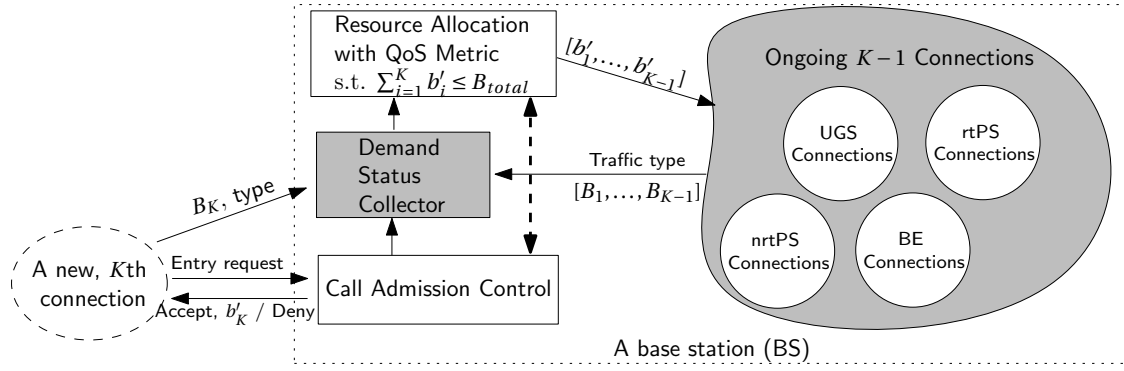 Resource Allocation
with QoS Metric
s.t. ∑_{i=1}^{K} b′_i ≤ B_{total}
[b′_1,…,b′_{K−1}]
Ongoing K−1 Connections
UGS
Connections
rtPS
Connections
Demand
Status
Collector
Traffic type
[B_1,…,B_{K−1}]
B_K, type
nrtPS
Connections
BE
Connections
A new, Kth
connection
Entry request
Accept, b′_K / Deny
Call Admission Control
A base station (BS)